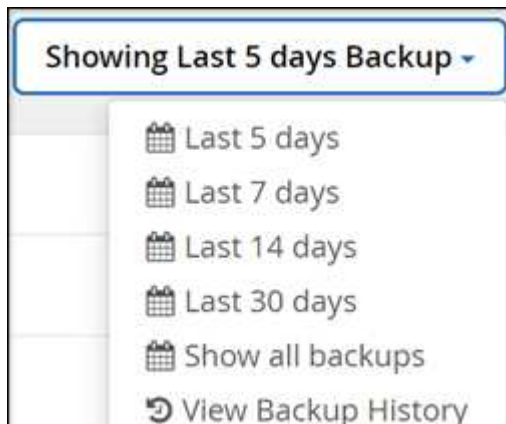 Showing Last 5 days Backup
Last 5 days
Last 7 days
Last 14 days
Last 30 days
Show all backups
View Backup History